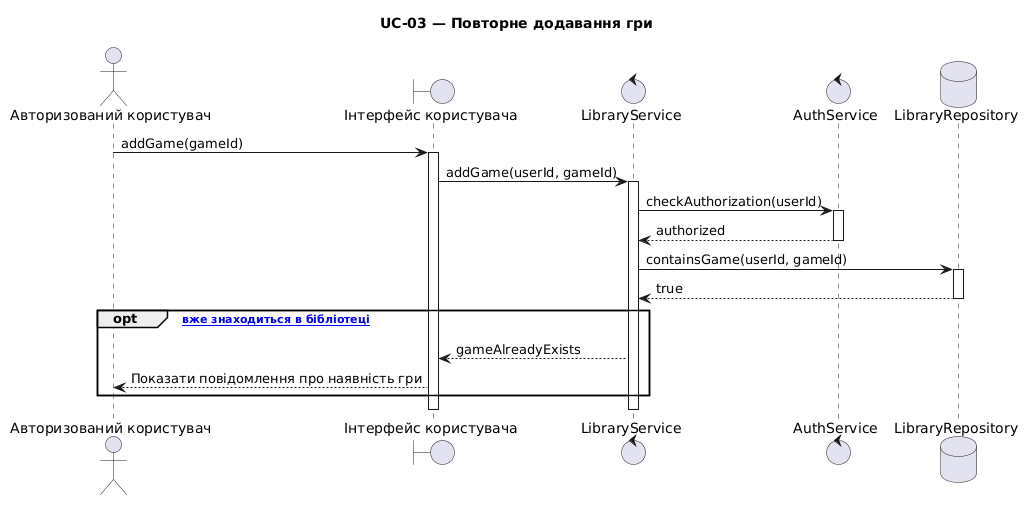 UC-03 — Повторне додавання гри
Авторизований користувач
Інтерфейс користувача
LibraryService
AuthService
LibraryRepository
addGame(gameId)
addGame(userId, gameId)
checkAuthorization(userId)
authorized
containsGame(userId, gameId)
true
opt
вже знаходиться в бібліотеці
gameAlreadyExists
Показати повідомлення про наявність гри
Авторизований користувач
Інтерфейс користувача
LibraryService
AuthService
LibraryRepository